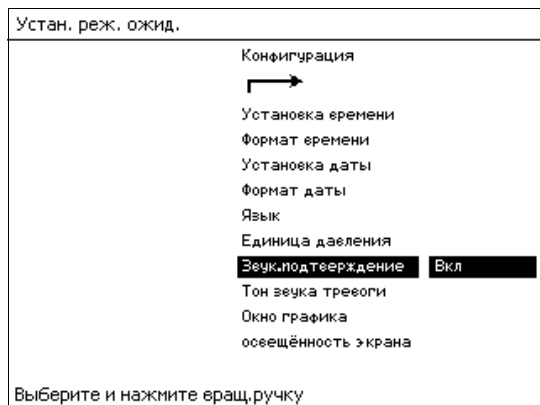 Устан. реж. ожид.
Конфигурация
Установка времени
Формат времени
Установка даты
Формат даты
Язык
Единица давления
Звук.подтверждение Вкл
Тон звука тревоги
Окно графика
освещённость экрана
Выберите и нажмите вращ.ручку